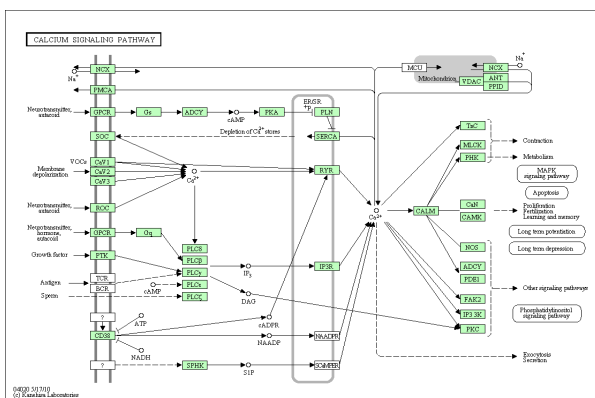 CALCIUM SIGNALING PATHWAY
NCX
Na+
PMCA
Neurotransmitter,
autacoid
GPCR
Gs
ADCY
cAMP
PKA
+p
ER/SR
PLN
SOC
Depletion of Ca2+ stores
SERCA
VOCs
CaV1
CaV2
CaV3
Membrane
depolarization
Ca2+
RYR
Neurotransmitter,
autacoid
ROC
Neurotransmitter,
hormone,
autacoid
GPCR
Gq
Growth factor
PTK
PLCδ
PLCβ
PLCγ
PLCε
PLCζ
IP3
IP3R
Antigen
TCR
BCR
cAMP
DAG
Sperm
?
ATP
CD38
NADH
cADPR
NAADP
NAADPR
?
SPHK
S1P
SCaMPER
MCU
Mitochondrion
NCX
Na+
VDAC
ANT
PPID
Ca2+
CALM
TnC
Contraction
MLCK
PHK
Metabolism
MAPK
signaling pathway
Apoptosis
CaN
CAMK
Proliferation
Fertilization
Learning and memory
Long term potentiation
Long term depression
NOS
ADCY
PDE1
Other signaling pathways
FAK2
IP3 3K
PKC
Phosphatidylinositol
signaling pathway
Exocytosis
Secretion
04020 5/17/10
(c) Kanehisa Laboratories